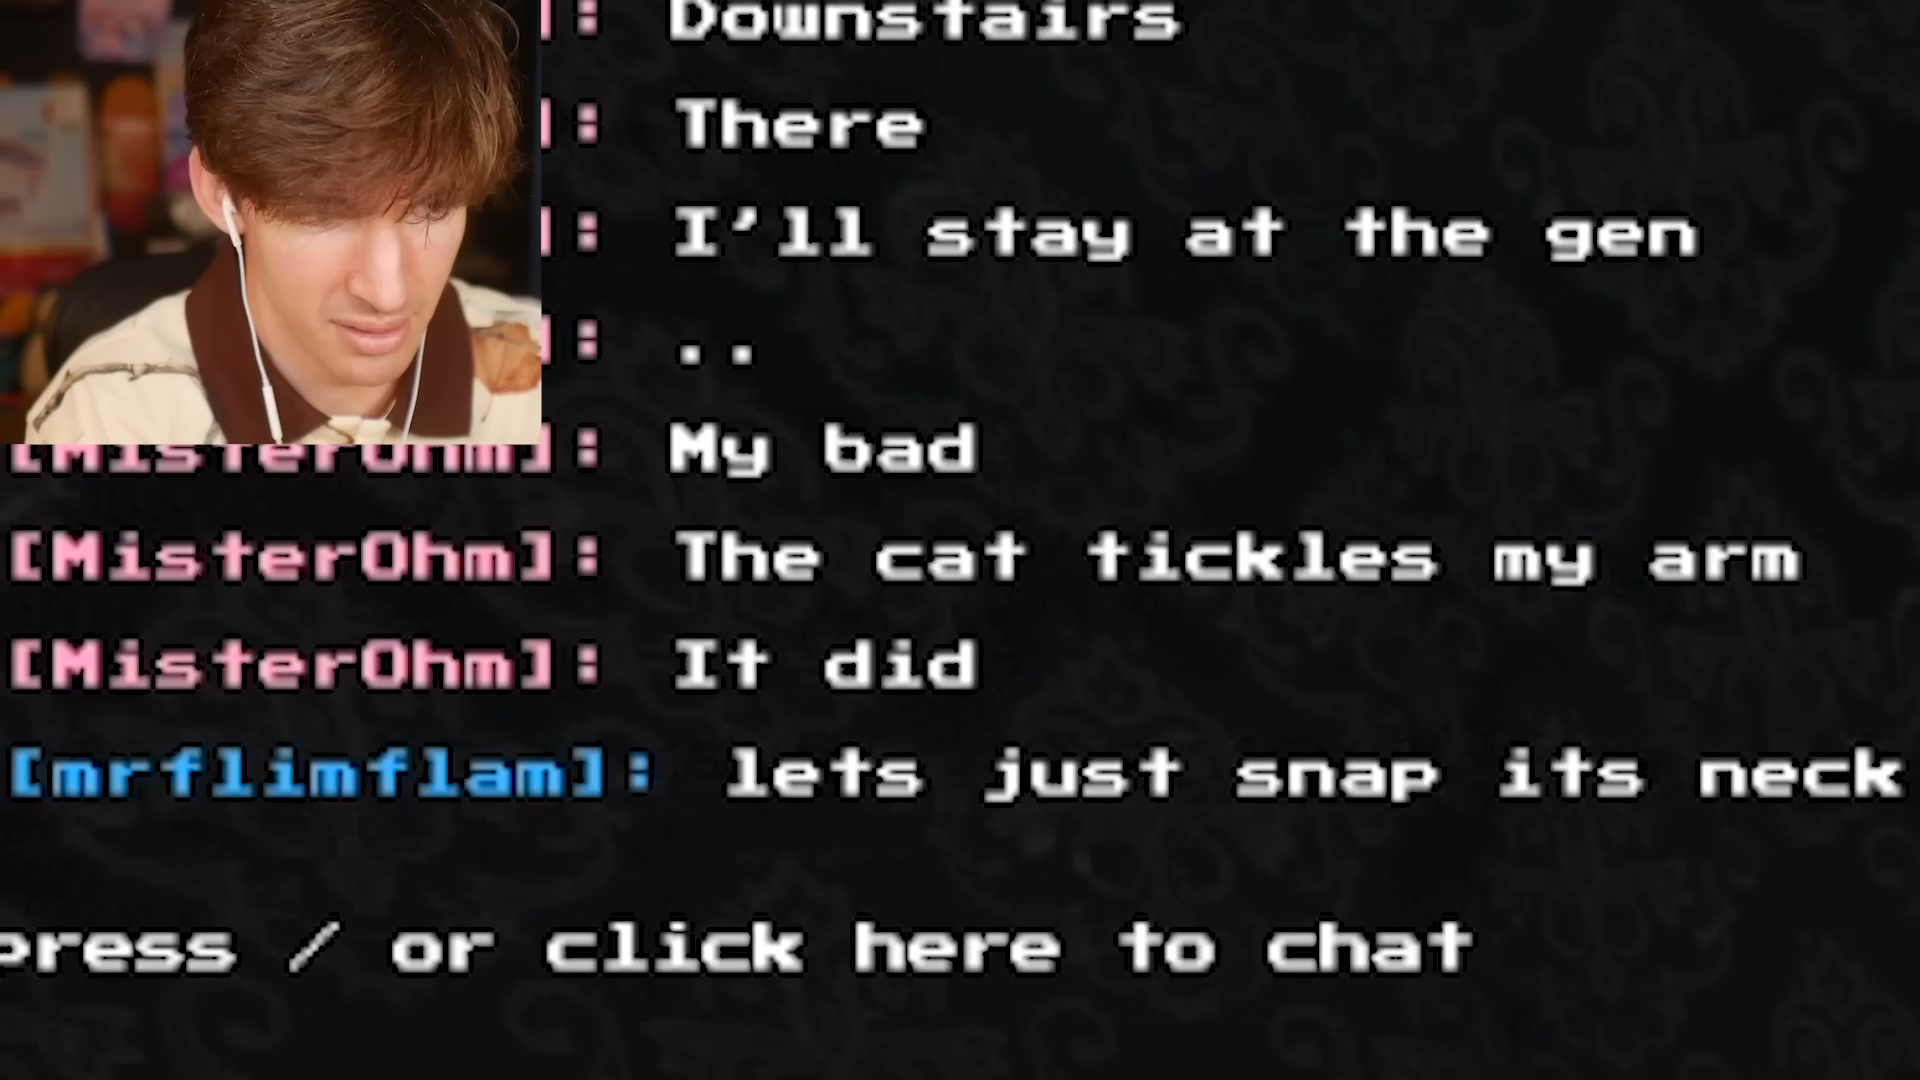 ]: Downstairs
]: There
]: I'll stay at the gen
]: ..
[MisterOhm]: My bad
[MisterOhm]: The cat tickles my arm
[MisterOhm]: It did
[mrflimflam]: lets just snap its neck
press / or click here to chat